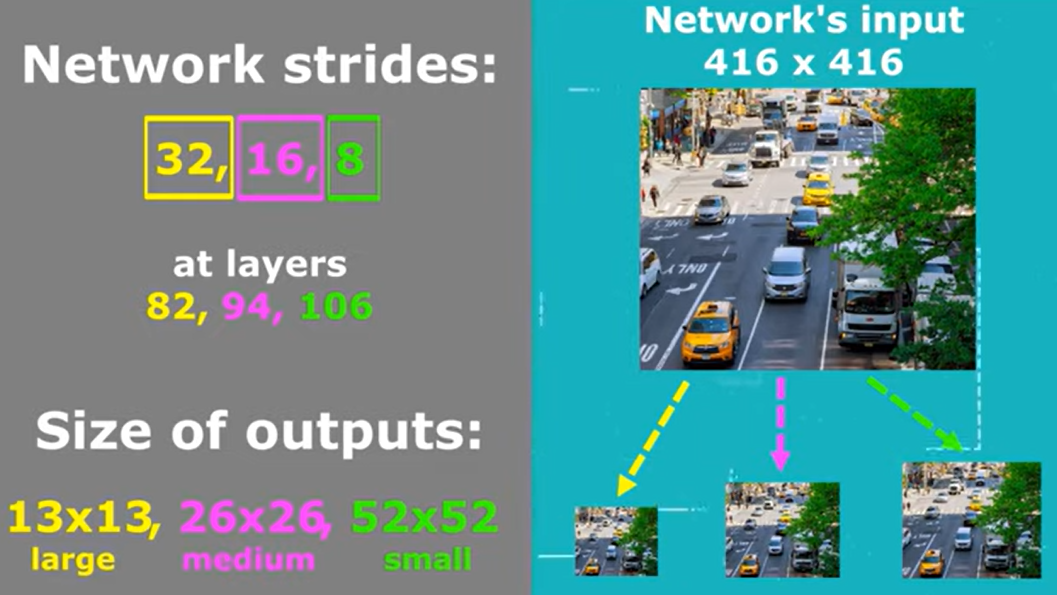 Network strides:
32, 16, 8
at layers
82, 94, 106
Size of outputs:
13x13, 26x26, 52x52
large medium small
Network's input
416 x 416
ONLY